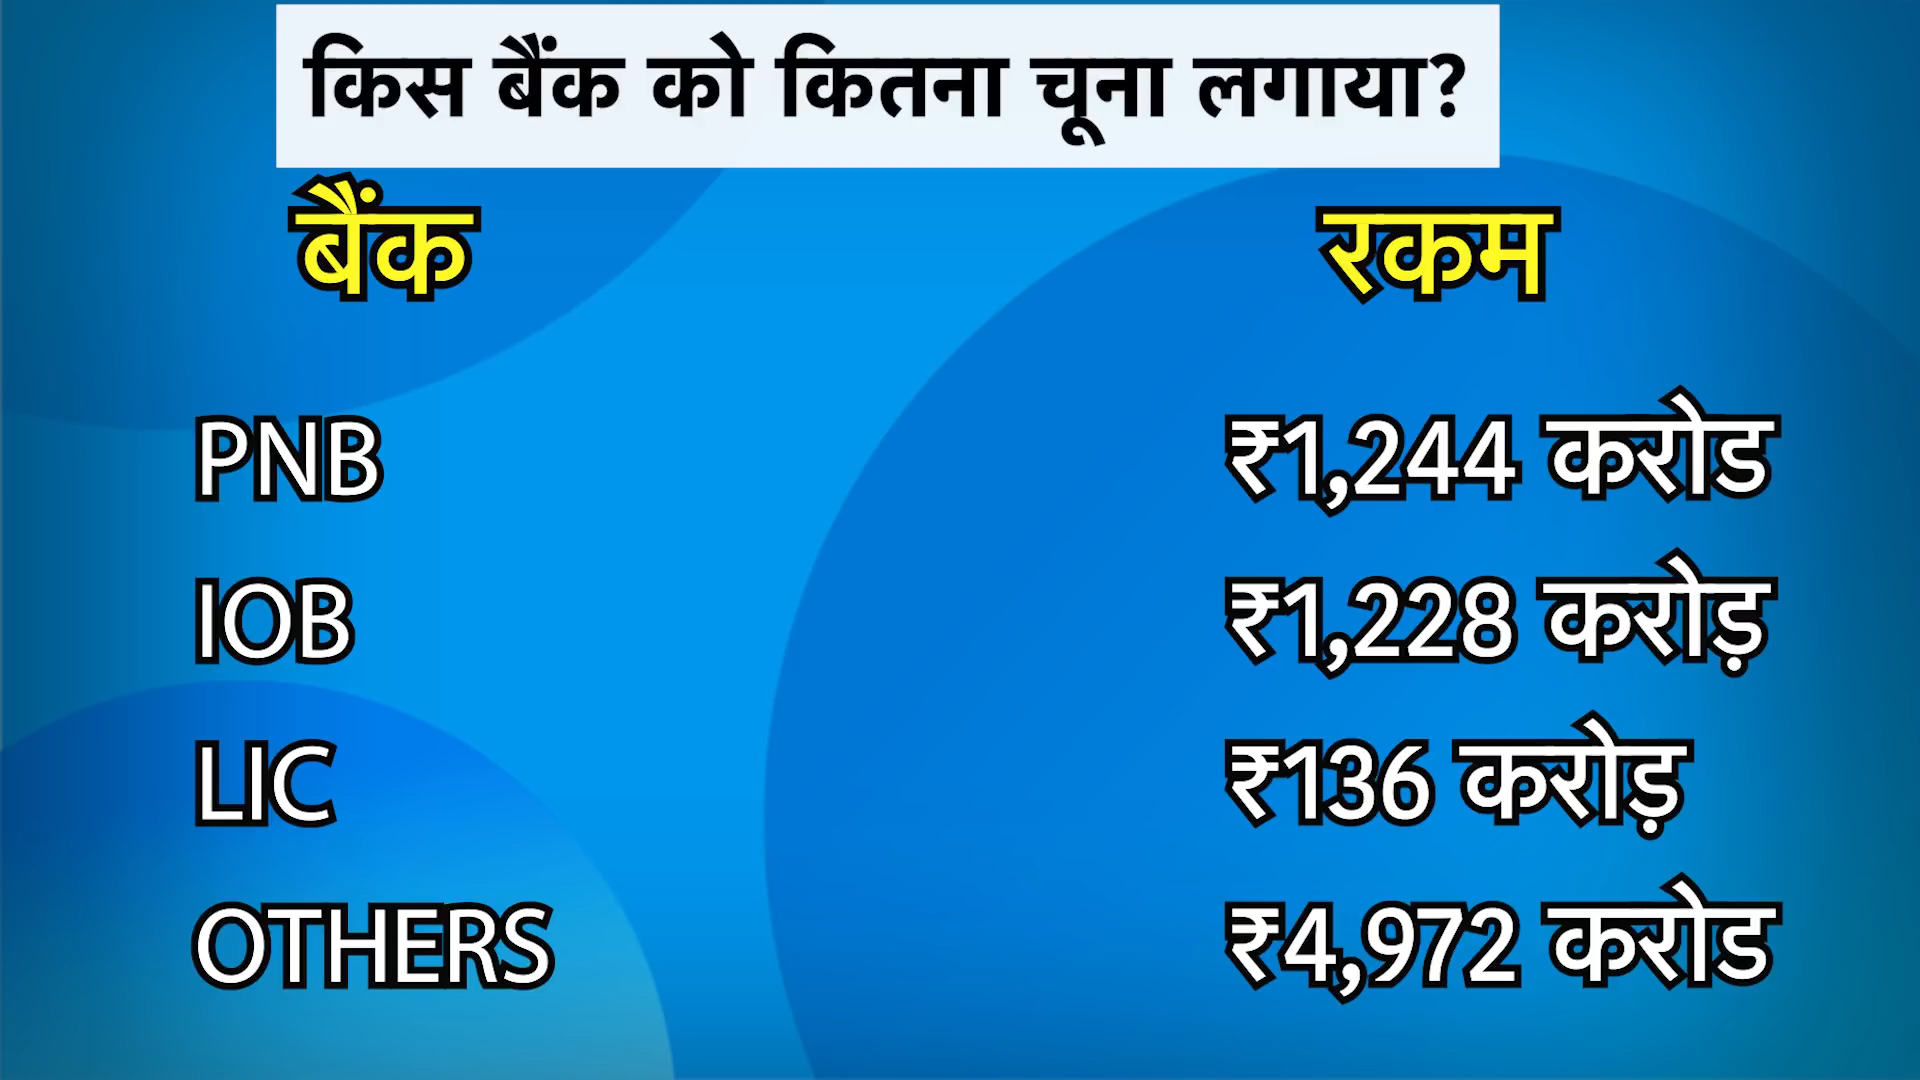 किस बैंक को कितना चूना लगाया?
बैंक रकम
PNB ₹1,244 करोड
IOB ₹1,228 करोड़
LIC ₹136 करोड़
OTHERS ₹4,972 करोड